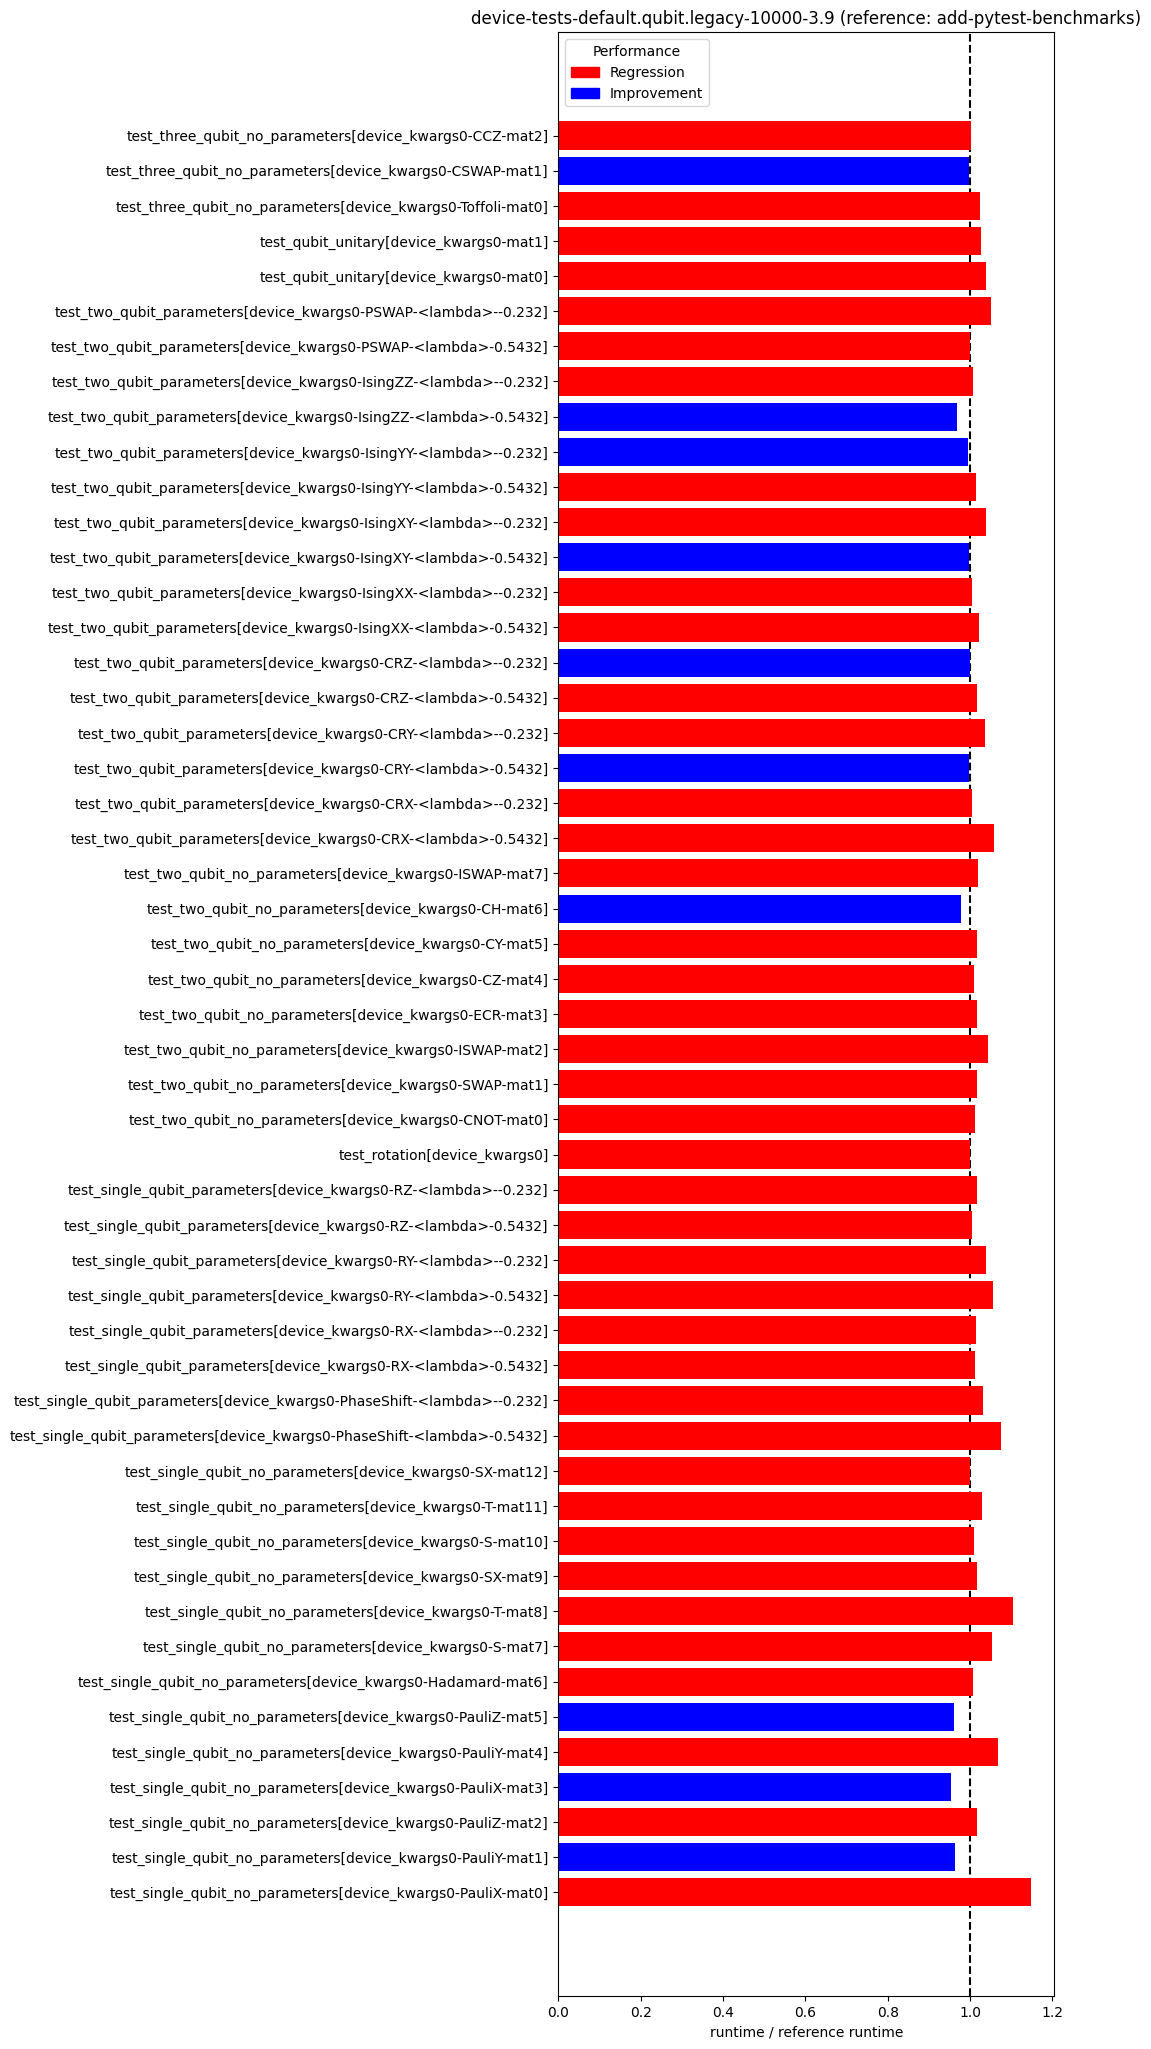 device-tests-default.qubit.legacy-10000-3.9 (reference: add-pytest-benchmarks)
Performance
Regression
Improvement
test_three_qubit_no_parameters[device_kwargs0-CCZ-mat2]
test_three_qubit_no_parameters[device_kwargs0-CSWAP-mat1]
test_three_qubit_no_parameters[device_kwargs0-Toffoli-mat0]
test_qubit_unitary[device_kwargs0-mat1]
test_qubit_unitary[device_kwargs0-mat0]
test_two_qubit_parameters[device_kwargs0-PSWAP-<lambda>--0.232]
test_two_qubit_parameters[device_kwargs0-PSWAP-<lambda>-0.5432]
test_two_qubit_parameters[device_kwargs0-IsingZZ-<lambda>--0.232]
test_two_qubit_parameters[device_kwargs0-IsingZZ-<lambda>-0.5432]
test_two_qubit_parameters[device_kwargs0-IsingYY-<lambda>--0.232]
test_two_qubit_parameters[device_kwargs0-IsingYY-<lambda>-0.5432]
test_two_qubit_parameters[device_kwargs0-IsingXY-<lambda>--0.232]
test_two_qubit_parameters[device_kwargs0-IsingXY-<lambda>-0.5432]
test_two_qubit_parameters[device_kwargs0-IsingXX-<lambda>--0.232]
test_two_qubit_parameters[device_kwargs0-IsingXX-<lambda>-0.5432]
test_two_qubit_parameters[device_kwargs0-CRZ-<lambda>--0.232]
test_two_qubit_parameters[device_kwargs0-CRZ-<lambda>-0.5432]
test_two_qubit_parameters[device_kwargs0-CRY-<lambda>--0.232]
test_two_qubit_parameters[device_kwargs0-CRY-<lambda>-0.5432]
test_two_qubit_parameters[device_kwargs0-CRX-<lambda>--0.232]
test_two_qubit_parameters[device_kwargs0-CRX-<lambda>-0.5432]
test_two_qubit_no_parameters[device_kwargs0-ISWAP-mat7]
test_two_qubit_no_parameters[device_kwargs0-CH-mat6]
test_two_qubit_no_parameters[device_kwargs0-CY-mat5]
test_two_qubit_no_parameters[device_kwargs0-CZ-mat4]
test_two_qubit_no_parameters[device_kwargs0-ECR-mat3]
test_two_qubit_no_parameters[device_kwargs0-ISWAP-mat2]
test_two_qubit_no_parameters[device_kwargs0-SWAP-mat1]
test_two_qubit_no_parameters[device_kwargs0-CNOT-mat0]
test_rotation[device_kwargs0]
test_single_qubit_parameters[device_kwargs0-RZ-<lambda>--0.232]
test_single_qubit_parameters[device_kwargs0-RZ-<lambda>-0.5432]
test_single_qubit_parameters[device_kwargs0-RY-<lambda>--0.232]
test_single_qubit_parameters[device_kwargs0-RY-<lambda>-0.5432]
test_single_qubit_parameters[device_kwargs0-RX-<lambda>--0.232]
test_single_qubit_parameters[device_kwargs0-RX-<lambda>-0.5432]
test_single_qubit_parameters[device_kwargs0-PhaseShift-<lambda>--0.232]
test_single_qubit_parameters[device_kwargs0-PhaseShift-<lambda>-0.5432]
test_single_qubit_no_parameters[device_kwargs0-SX-mat12]
test_single_qubit_no_parameters[device_kwargs0-T-mat11]
test_single_qubit_no_parameters[device_kwargs0-S-mat10]
test_single_qubit_no_parameters[device_kwargs0-SX-mat9]
test_single_qubit_no_parameters[device_kwargs0-T-mat8]
test_single_qubit_no_parameters[device_kwargs0-S-mat7]
test_single_qubit_no_parameters[device_kwargs0-Hadamard-mat6]
test_single_qubit_no_parameters[device_kwargs0-PauliZ-mat5]
test_single_qubit_no_parameters[device_kwargs0-PauliY-mat4]
test_single_qubit_no_parameters[device_kwargs0-PauliX-mat3]
test_single_qubit_no_parameters[device_kwargs0-PauliZ-mat2]
test_single_qubit_no_parameters[device_kwargs0-PauliY-mat1]
test_single_qubit_no_parameters[device_kwargs0-PauliX-mat0]
0.0 0.2 0.4 0.6 0.8 1.0 1.2
runtime / reference runtime